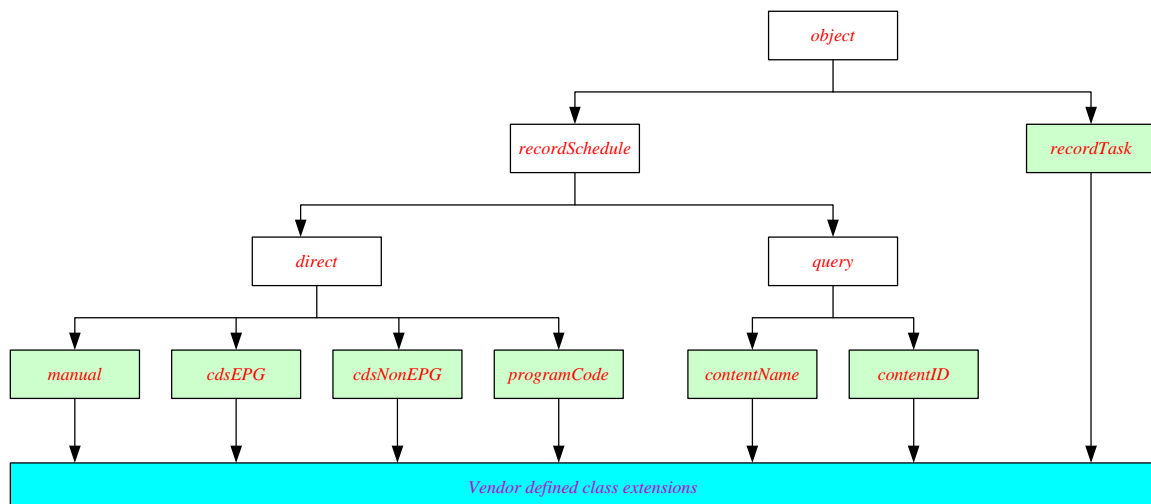 object
recordSchedule
recordTask
direct
query
manual
cdsEPG
cdsNonEPG
programCode
contentName
contentID
Vendor defined class extensions